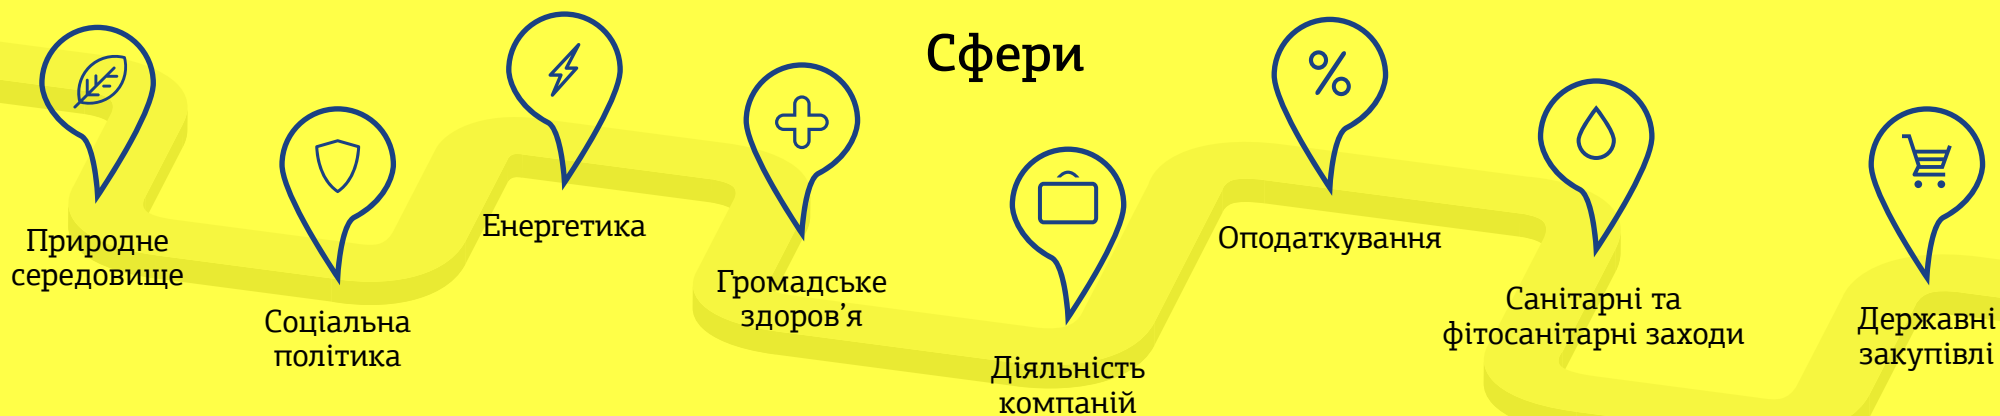 Сфери
Природне
середовище
Соціальна
політика
Енергетика
Громадське
здоров’я
Діяльність
компаній
Оподаткування
Санітарні та
фітосанітарні заходи
Державні
закупівлі